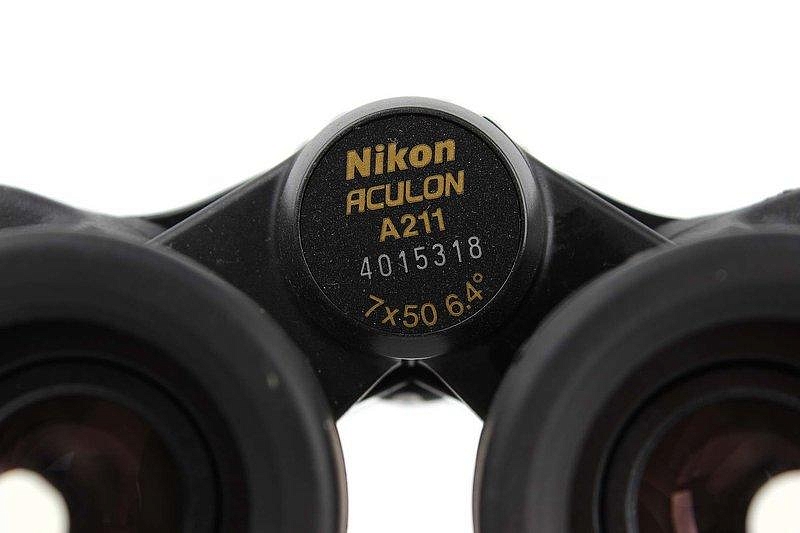 Nikon
ACULON
A211
4015318
7x50 6.4°